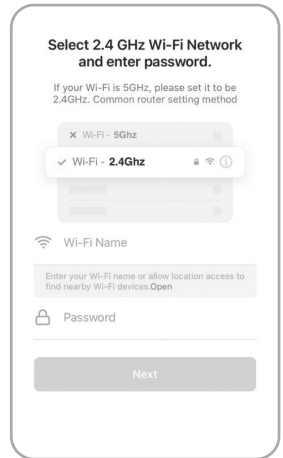 Select 2.4 GHz Wi-Fi Network
and enter password.
If your Wi-Fi is 5GHz, please set it to be
2.4GHz. Common router setting method
Wi-Fi - 5Ghz
Wi-Fi - 2.4Ghz
Wi-Fi Name
Enter your Wi-Fi name or allow location access to
find nearby Wi-Fi devices.Open
Password
Next